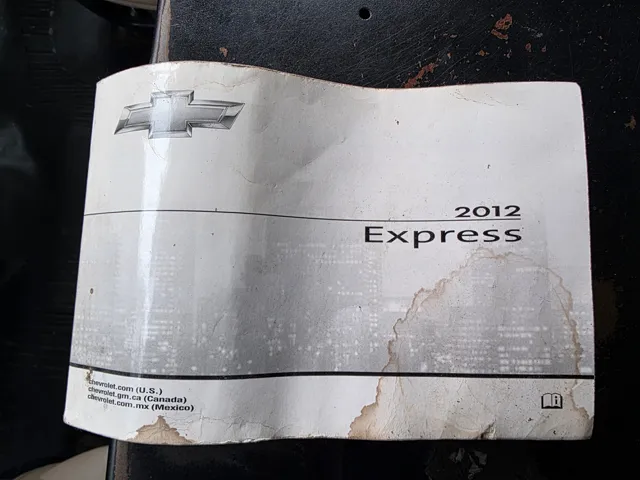 2012
Express
chevrolet.com (U.S.)
chevrolet.gm.ca (Canada)
chevrolet.com.mx (Mexico)